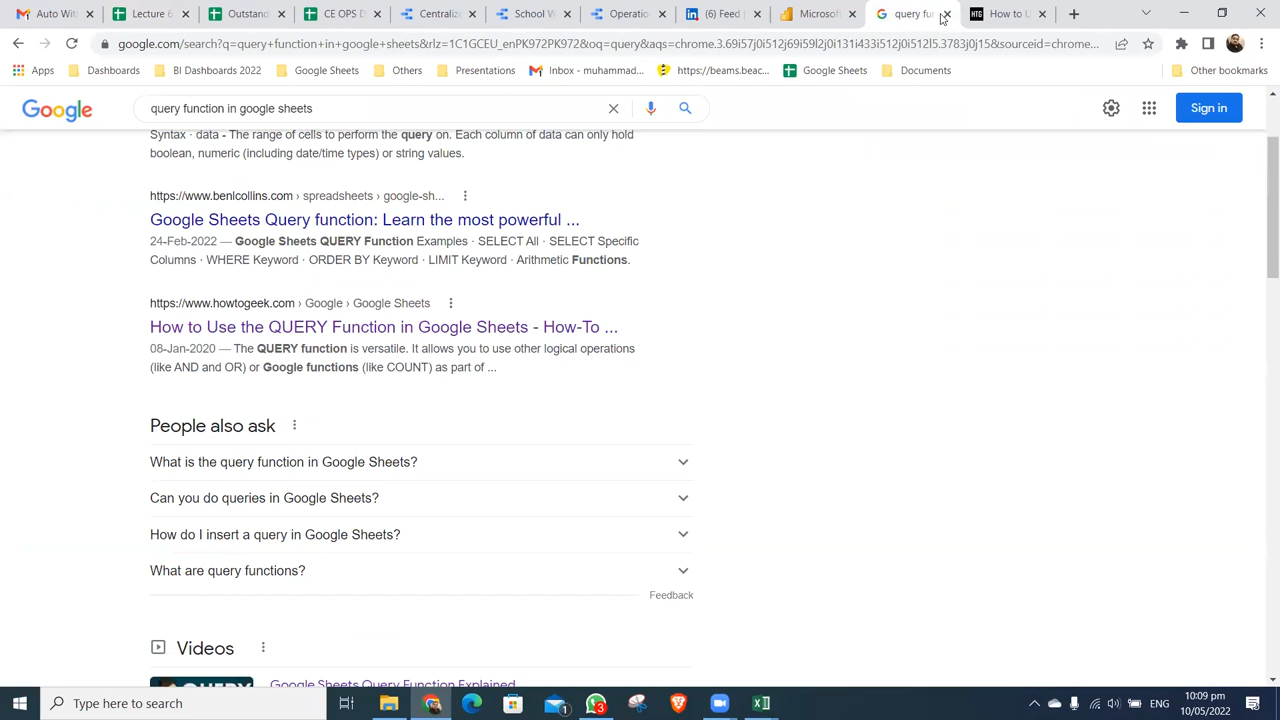 Auto With
Lecture 6
Outstand
CE OPS D
Centraliz
School V
Operatio
(6) Feed
Microsof
query fun
How to U
google.com/search?q=query+function+in+google+sheets&rlz=1C1GCEU_enPK972PK972&oq=query&aqs=chrome.3.69i57j0i512j69i59l2j0i131i433i512j0i512l5.3783j0j15&sourceid=chrome...
Apps
Dashboards
BI Dashboards 2022
Google Sheets
Others
Presentations
Inbox - muhammad...
https://beams.beac...
Google Sheets
Documents
Other bookmarks
Google
query function in google sheets
Sign in
Syntax · data - The range of cells to perform the query on. Each column of data can only hold
boolean, numeric (including date/time types) or string values.
https://www.benlcollins.com › spreadsheets › google-sh...
Google Sheets Query function: Learn the most powerful ...
24-Feb-2022 — Google Sheets QUERY Function Examples · SELECT All · SELECT Specific
Columns · WHERE Keyword · ORDER BY Keyword · LIMIT Keyword · Arithmetic Functions.
https://www.howtogeek.com › Google › Google Sheets
How to Use the QUERY Function in Google Sheets - How-To ...
08-Jan-2020 — The QUERY function is versatile. It allows you to use other logical operations
(like AND and OR) or Google functions (like COUNT) as part of ...
People also ask
What is the query function in Google Sheets?
Can you do queries in Google Sheets?
How do I insert a query in Google Sheets?
What are query functions?
Feedback
Videos
QUERY
Google Sheets Query Function Explained
Type here to search
1
3
10:09 pm
10/05/2022